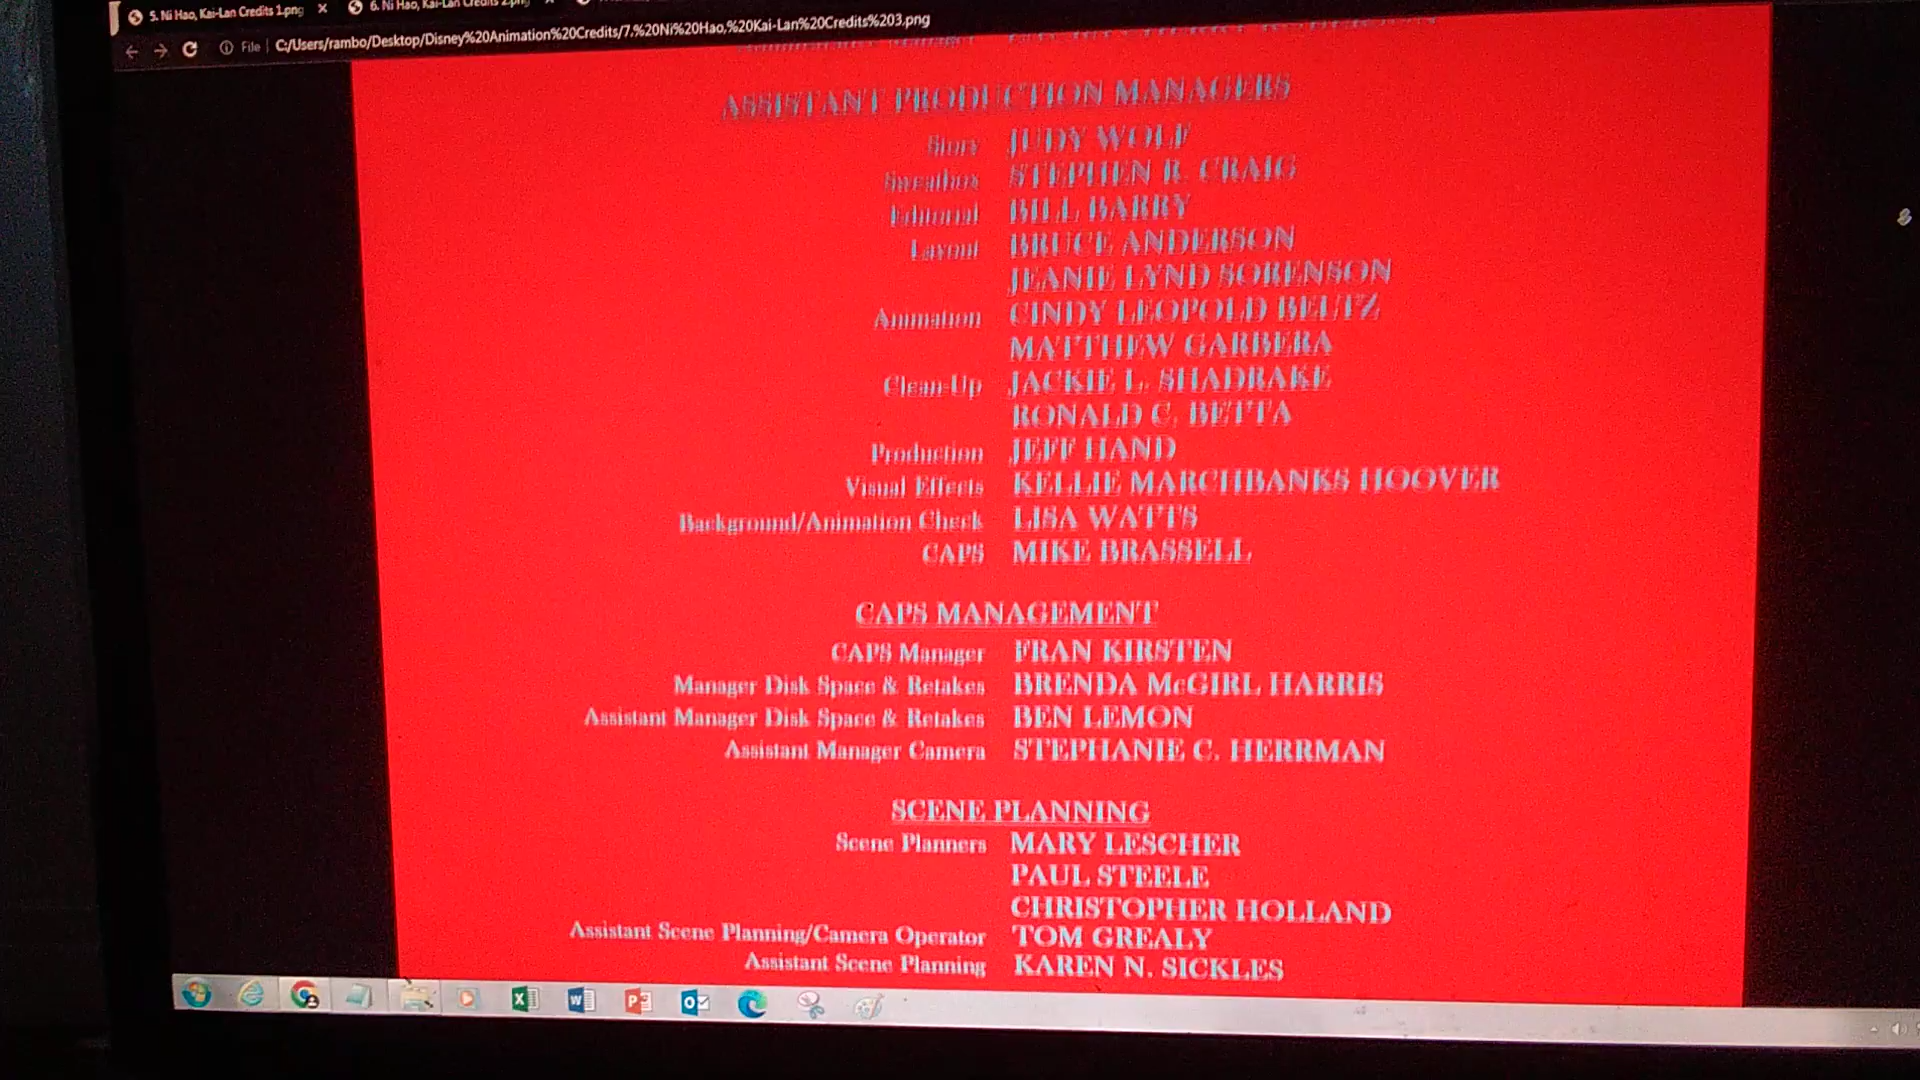 5. Ni Hao, Kai-Lan Credits 1.png
6. Ni Hao, Kai-Lan Credits 2.png
File C:/Users/rambo/Desktop/Disney%20Animation%20Credits/7.%20Ni%20Hao,%20Kai-Lan%20Credits%203.png
ASSISTANT PRODUCTION MANAGERS
Story JUDY WOLF
Sweatbox STEPHEN R. CRAIG
Editorial BILL BARRY
Layout BRUCE ANDERSON
JEANIE LYND SORENSON
Animation CINDY LEOPOLD BEUTZ
MATTHEW GARBERA
Clean-Up JACKIE L. SHADRAKE
RONALD C. BETTA
Production JEFF HAND
Visual Effects KELLIE MARCHBANKS HOOVER
Background/Animation Check LISA WATTS
CAPS MIKE BRASSELL
CAPS MANAGEMENT
CAPS Manager FRAN KIRSTEN
Manager Disk Space & Retakes BRENDA McGIRL HARRIS
Assistant Manager Disk Space & Retakes BEN LEMON
Assistant Manager Camera STEPHANIE C. HERRMAN
SCENE PLANNING
Scene Planners MARY LESCHER
PAUL STEELE
CHRISTOPHER HOLLAND
Assistant Scene Planning/Camera Operator TOM GREALY
Assistant Scene Planning KAREN N. SICKLES